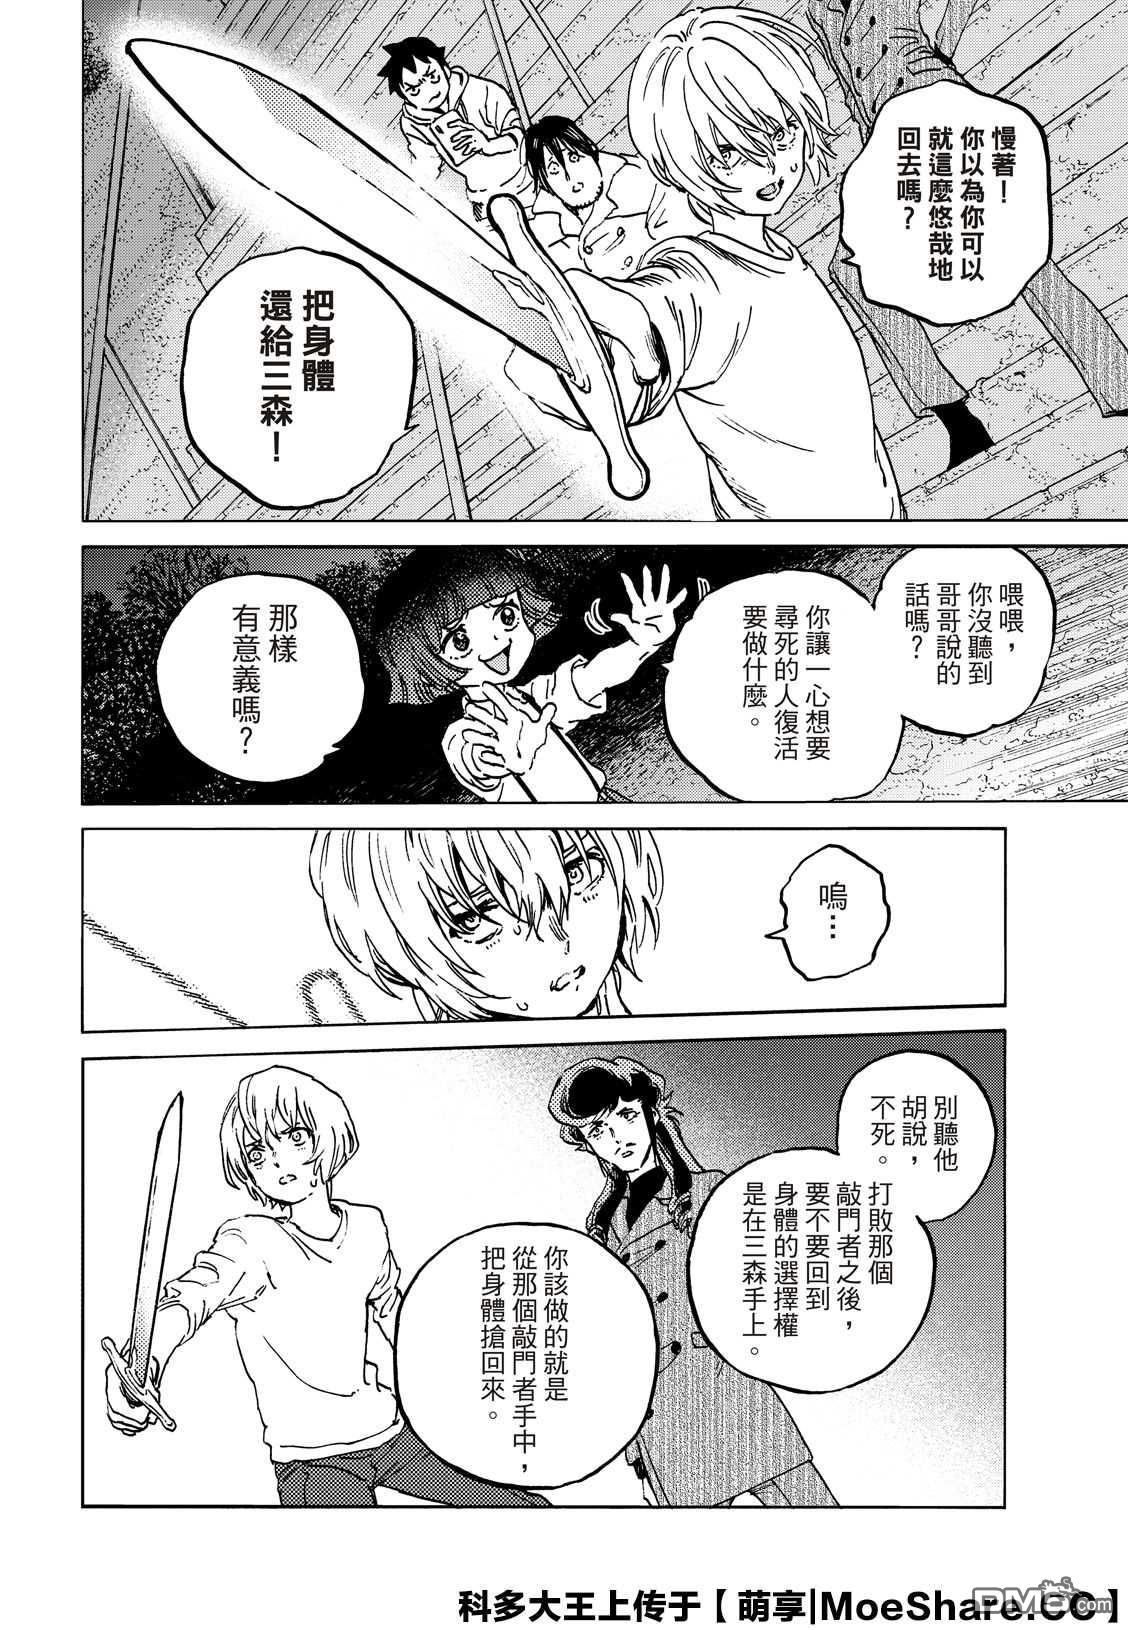 慢著！
你以為你可以
就這麼悠哉地
回去嗎？
把身體
還給三森！
喂喂，
你沒聽到
哥哥說的
話嗎？
你讓一心想要
尋死的人復活
要做什麼。
那樣
有意義嗎？
嗚…
別聽他
胡說，
不死。
打敗那個
敲門者之後，
要不要回到
身體的選擇權
是在三森手上。
你該做的就是
從那個敲門者手中，
把身體搶回來。
科多大王上传于【萌享|MoeShare.CC】